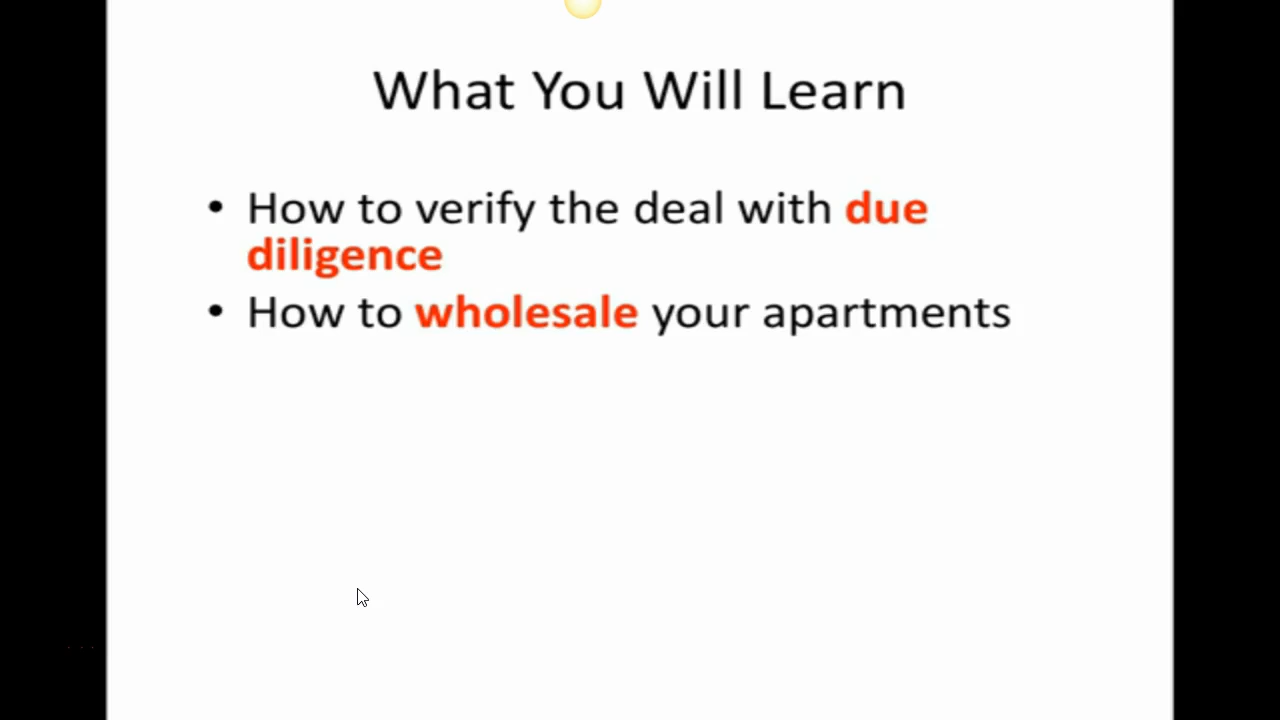 What You Will Learn
• How to verify the deal with due
diligence
• How to wholesale your apartments